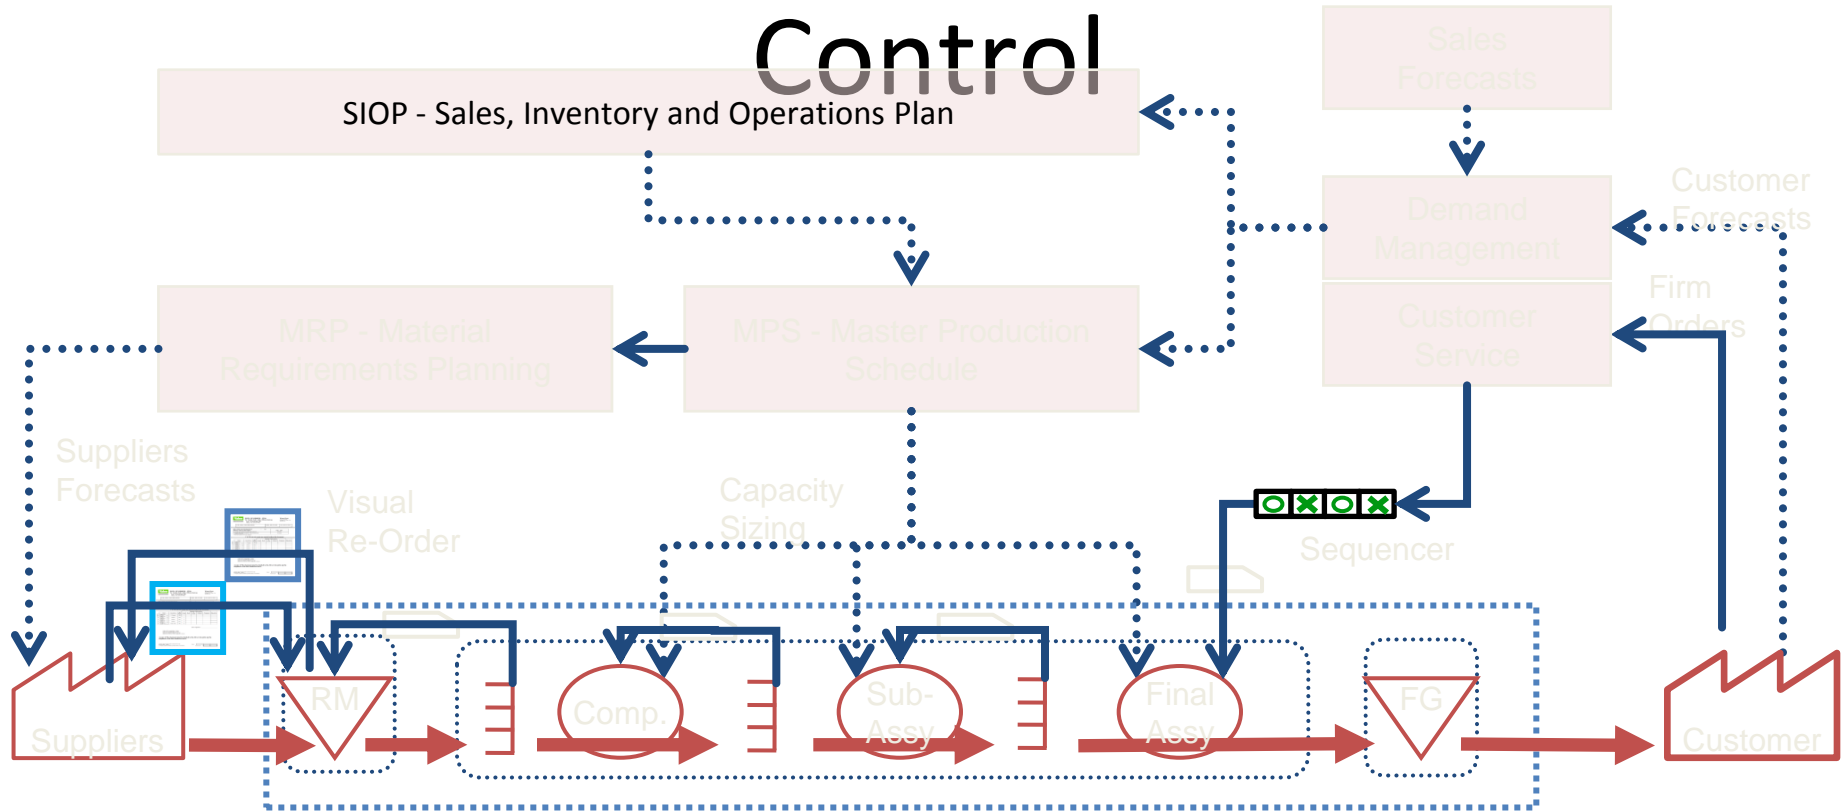 Control
Sales
Forecasts
SIOP - Sales, Inventory and Operations Plan
Customer
Forecasts
Demand
Management
Firm
Orders
Customer
Service
MRP - Material
Requirements Planning
MPS - Master Production
Schedule
Suppliers
Forecasts
Visual
Re-Order
Capacity
Sizing
Sequencer
Suppliers
RM
Comp.
Sub-
Assy
Final
Assy
FG
Customer